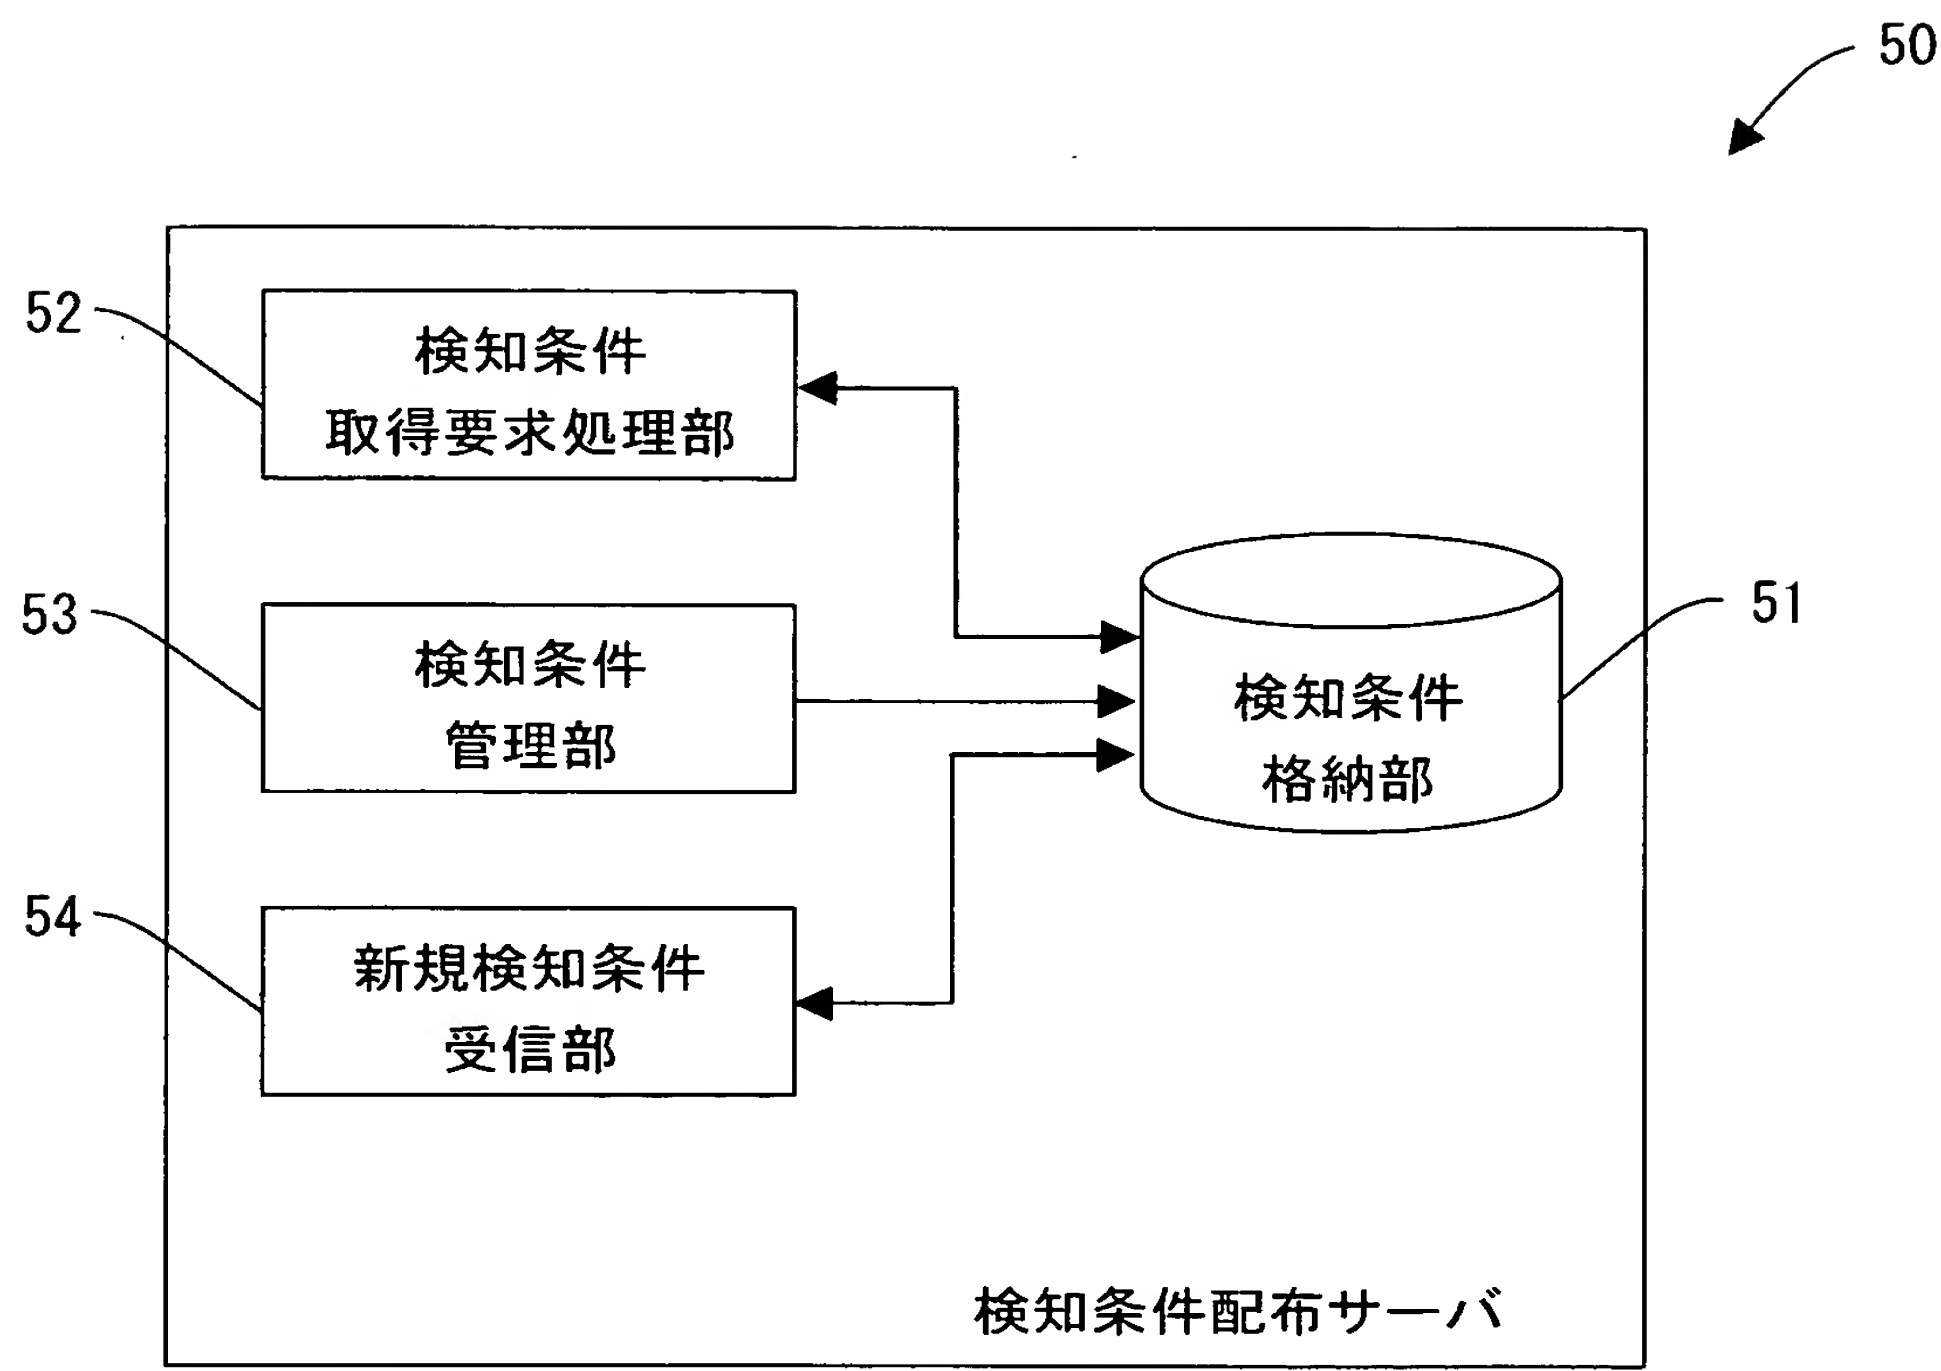 50
52
検知条件
取得要求処理部
53
検知条件
管理部
51
検知条件
格納部
54
新規検知条件
受信部
検知条件配布サーバ